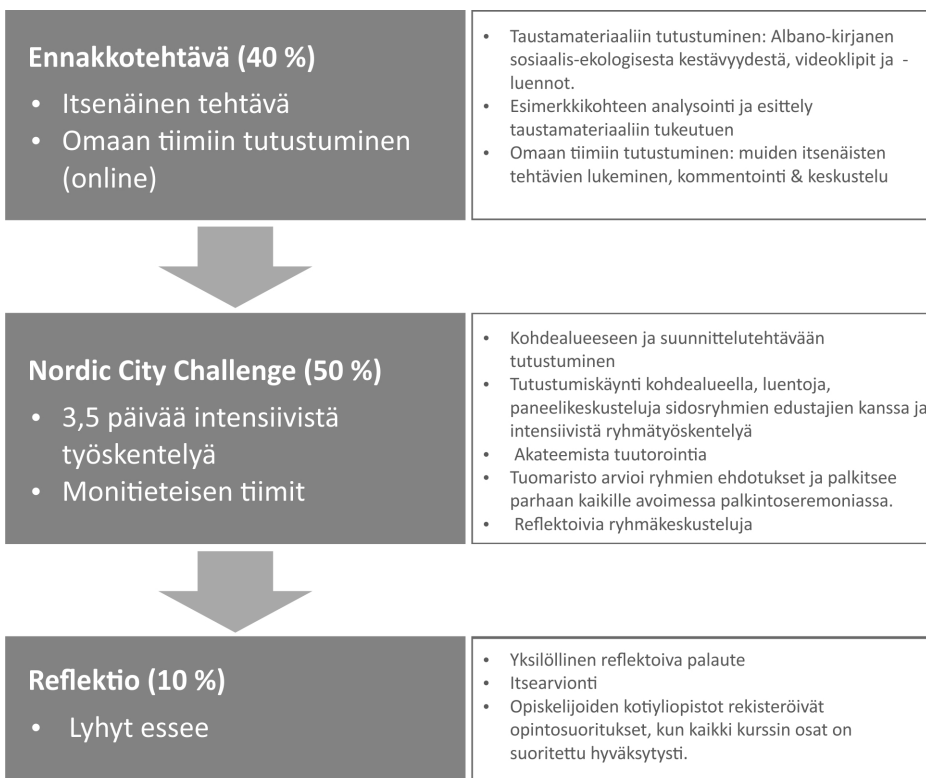 Ennakkotehtävä (40 %)
• Itsenäinen tehtävä
• Omaan tiimiin tutustuminen
(online)
• Taustamateriaaliin tutustuminen: Albano-kirjanen
sosiaalis-ekologisesta kestävyydestä, videoklipit ja -
luennot.
• Esimerkkikohteen analysointi ja esittely
taustamateriaaliin tukeutuen
• Omaan tiimiin tutustuminen: muiden itsenäisten
tehtävien lukeminen, kommentointi & keskustelu
Nordic City Challenge (50 %)
• 3,5 päivää intensiivistä
työskentelyä
• Monitieteisen tiimit
• Kohdealueeseen ja suunnittelutehtävään
tutustuminen
• Tutustumiskäynti kohdealueella, luentoja,
paneelikeskusteluja sidosryhmien edustajien kanssa ja
intensiivistä ryhmätyöskentelyä
• Akateemista tuutorointia
• Tuomaristo arvioi ryhmien ehdotukset ja palkitsee
parhaan kaikille avoimessa palkintoseremoniassa.
• Reflektoivia ryhmäkeskusteluja
Reflektio (10 %)
• Lyhyt essee
• Yksilöllinen reflektoiva palaute
• Itsearvionti
• Opiskelijoiden kotiyliopistot rekisteröivät
opintosuoritukset, kun kaikki kurssin osat on
suoritettu hyväksytysti.